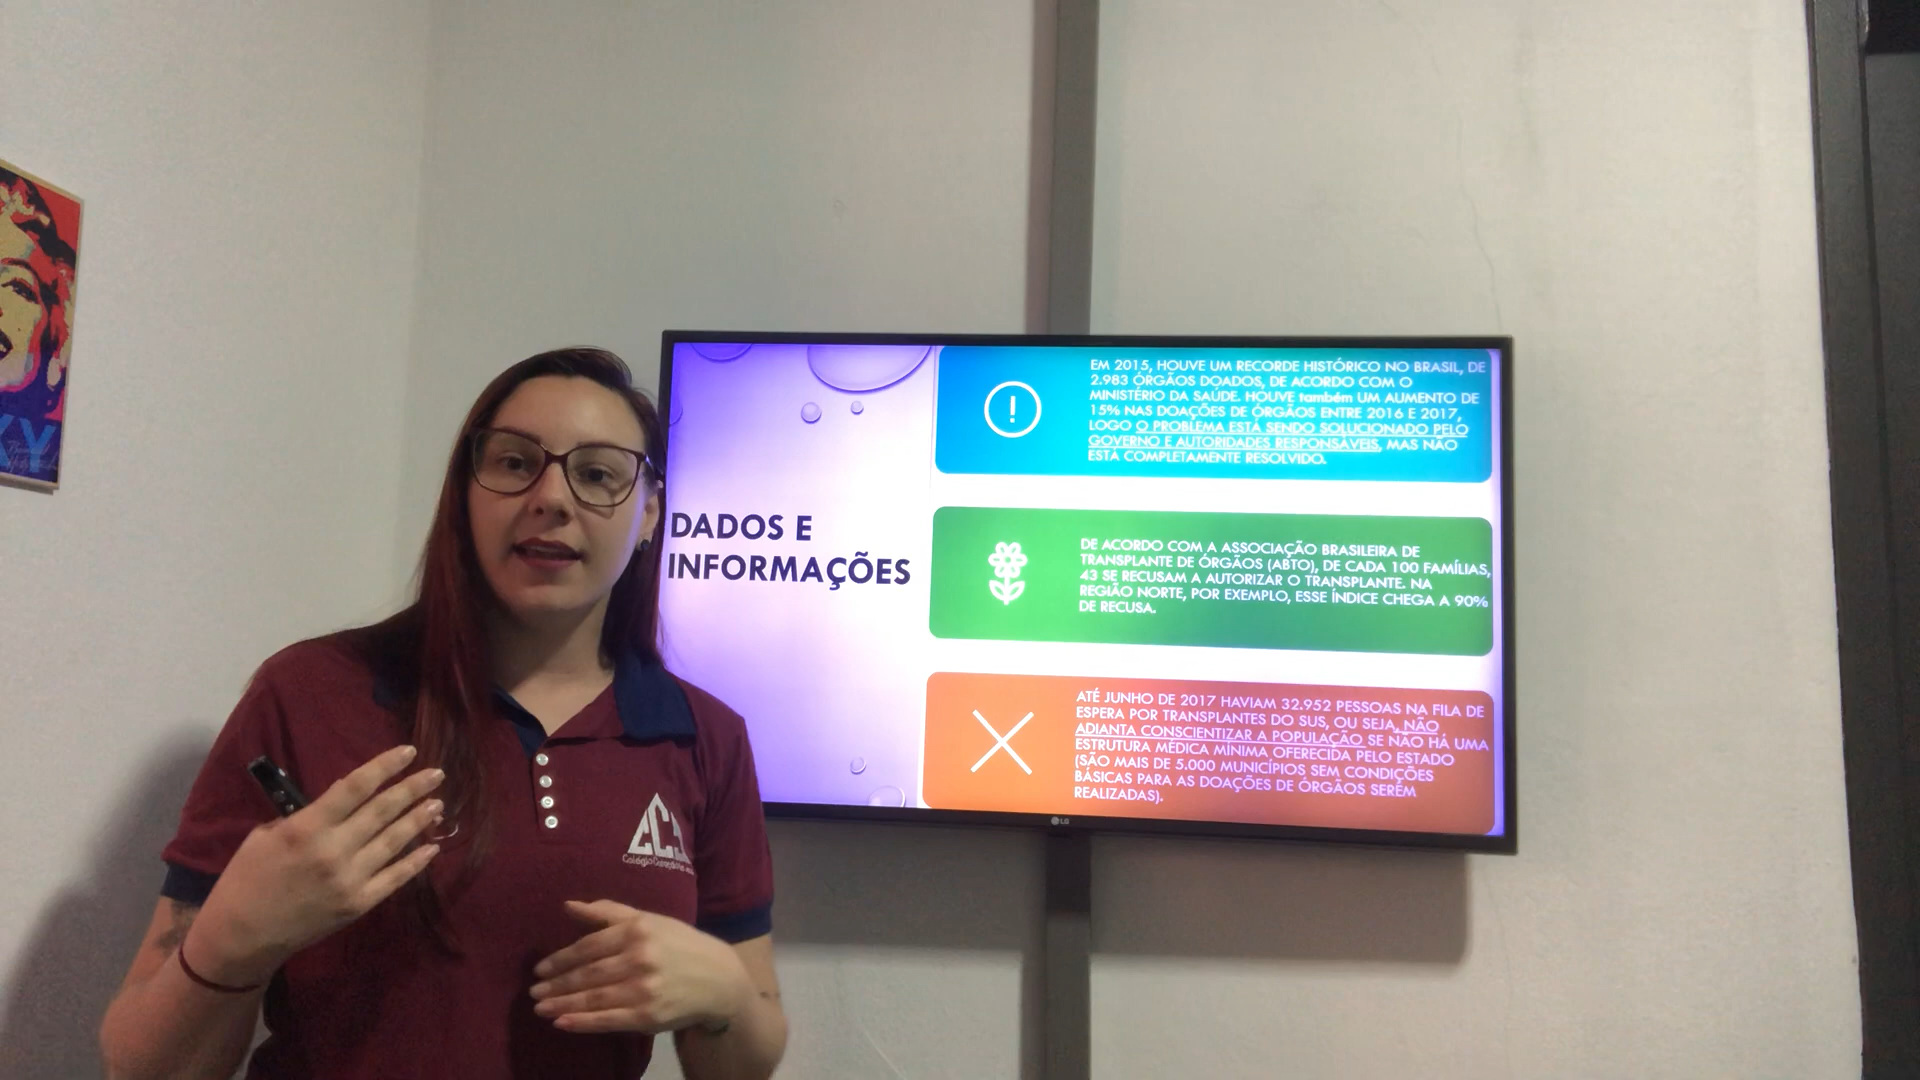 EM 2015, HOUVE UM RECORDE HISTÓRICO NO BRASIL, DE
2.983 ÓRGÃOS DOADOS, DE ACORDO COM O
MINISTÉRIO DA SAÚDE. HOUVE também UM AUMENTO DE
15% NAS DOAÇÕES DE ÓRGÃOS ENTRE 2016 E 2017,
LOGO O PROBLEMA ESTÁ SENDO SOLUCIONADO PELO
GOVERNO E AUTORIDADES RESPONSÁVEIS, MAS NÃO
ESTÁ COMPLETAMENTE RESOLVIDO.
DADOS E
INFORMAÇÕES
DE ACORDO COM A ASSOCIAÇÃO BRASILEIRA DE
TRANSPLANTE DE ÓRGÃOS (ABTO), DE CADA 100 FAMÍLIAS,
43 SE RECUSAM A AUTORIZAR O TRANSPLANTE. NA
REGIÃO NORTE, POR EXEMPLO, ESSE ÍNDICE CHEGA A 90%
DE RECUSA.
ATÉ JUNHO DE 2017 HAVIAM 32.952 PESSOAS NA FILA DE
ESPERA POR TRANSPLANTES DO SUS, OU SEJA, NÃO
ADIANTA CONSCIENTIZAR A POPULAÇÃO SE NÃO HÁ UMA
ESTRUTURA MÉDICA MÍNIMA OFERECIDA PELO ESTADO
(SÃO MAIS DE 5.000 MUNICÍPIOS SEM CONDIÇÕES
BÁSICAS PARA AS DOAÇÕES DE ÓRGÃOS SEREM
REALIZADAS).
LG
Colégio